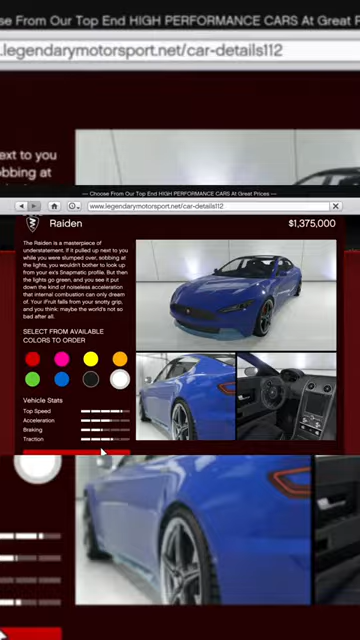 se From Our Top End HIGH PERFORMANCE CARS At Great P
.legendarymotorsport.net/car-details112
ext to you
obbing at
— Choose From Our Top End HIGH PERFORMANCE CARS At Great Prices —
www.legendarymotorsport.net/car-details112
Raiden
$1,375,000
The Raiden is a masterpiece of
understatement. If it pulled up next to you
while you were slumped over, sobbing at
the lights, you wouldn't bother to look up
from your ex's Snapmatic profile. But then
the lights go green, and you see it put
down the kind of noiseless acceleration
that internal combustion can only dream
of. Your iFruit falls from your snotty grip,
and you think: maybe the world's not so
bad after all.
SELECT FROM AVAILABLE
COLORS TO ORDER
Vehicle Stats
Top Speed
Acceleration
Braking
Traction